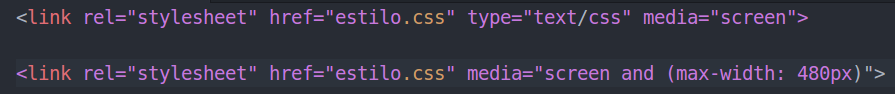 <link rel="stylesheet" href="estilo.css" type="text/css" media="screen">
<link rel="stylesheet" href="estilo.css" media="screen and (max-width: 480px)">